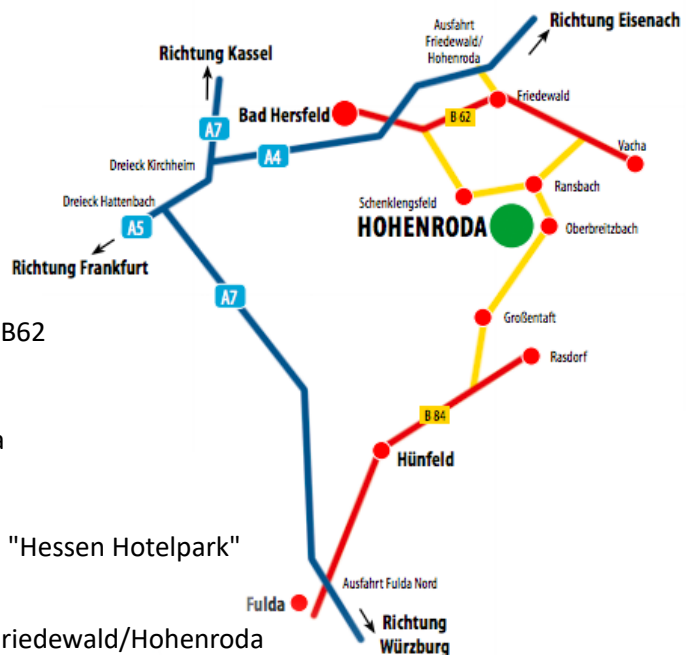 Ausfahrt
Friedewald/
Hohenroda
Richtung Eisenach
Richtung Kassel
Bad Hersfeld
B 62
Friedewald
A7
A4
Vacha
Dreieck Kirchheim
Ransbach
Schenklengsfeld
Dreieck Hattenbach
HOHENRODA
Oberbreitzbach
A5
Richtung Frankfurt
A7
Großentaft
B62
Rasdorf
B 84
a
Hünfeld
"Hessen Hotelpark"
Ausfahrt Fulda Nord
Fulda
Richtung
Würzburg
riedewald/Hohenroda